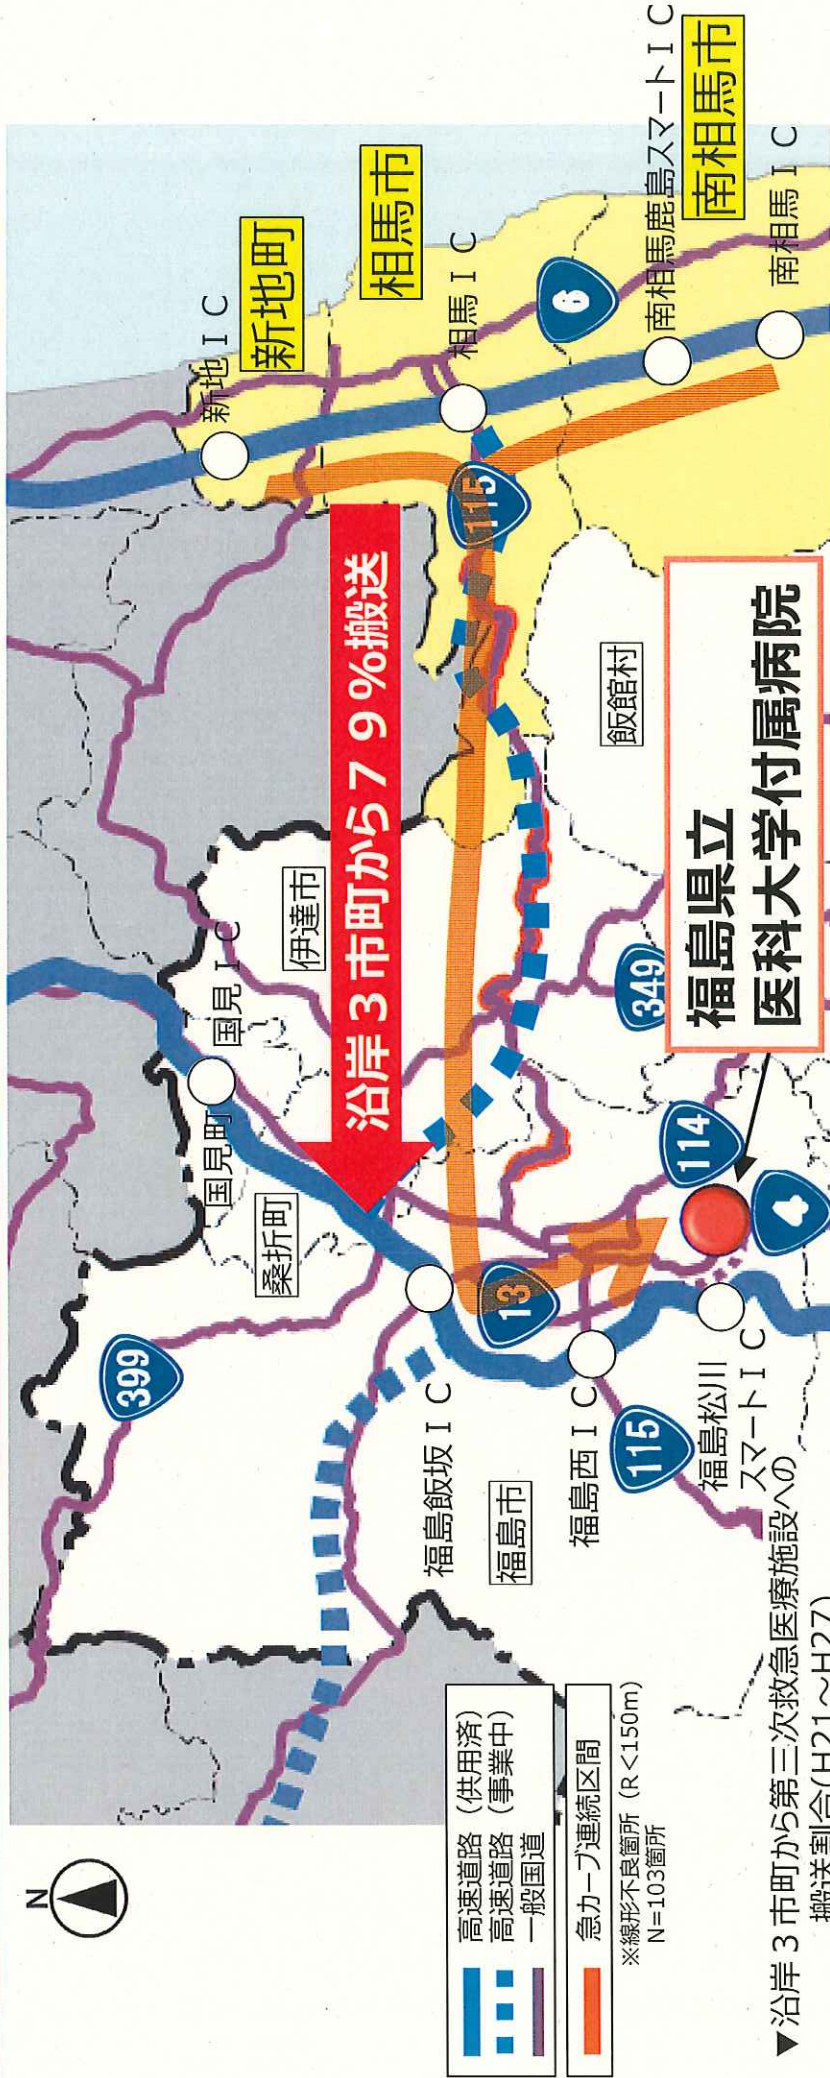 N
399
国見町
国見ＩＣ
桑折町
伊達市
新地ＩＣ
新地町
相馬市
相馬ＩＣ
6
南相馬鹿島スマートＩＣ
南相馬市
南相馬ＩＣ
沿岸３市町から７９％搬送
115
飯館村
349
福島県立
医科大学付属病院
114
4
13
福島飯坂ＩＣ
福島市
福島西ＩＣ
115
福島松川
スマートＩＣ
高速道路（供用済）
高速道路（事業中）
一般国道
急カーブ連続区間
※線形不良箇所（R<150m）
N=103箇所
▼沿岸３市町から第三次救急医療施設への
搬送割合(H21～H27)